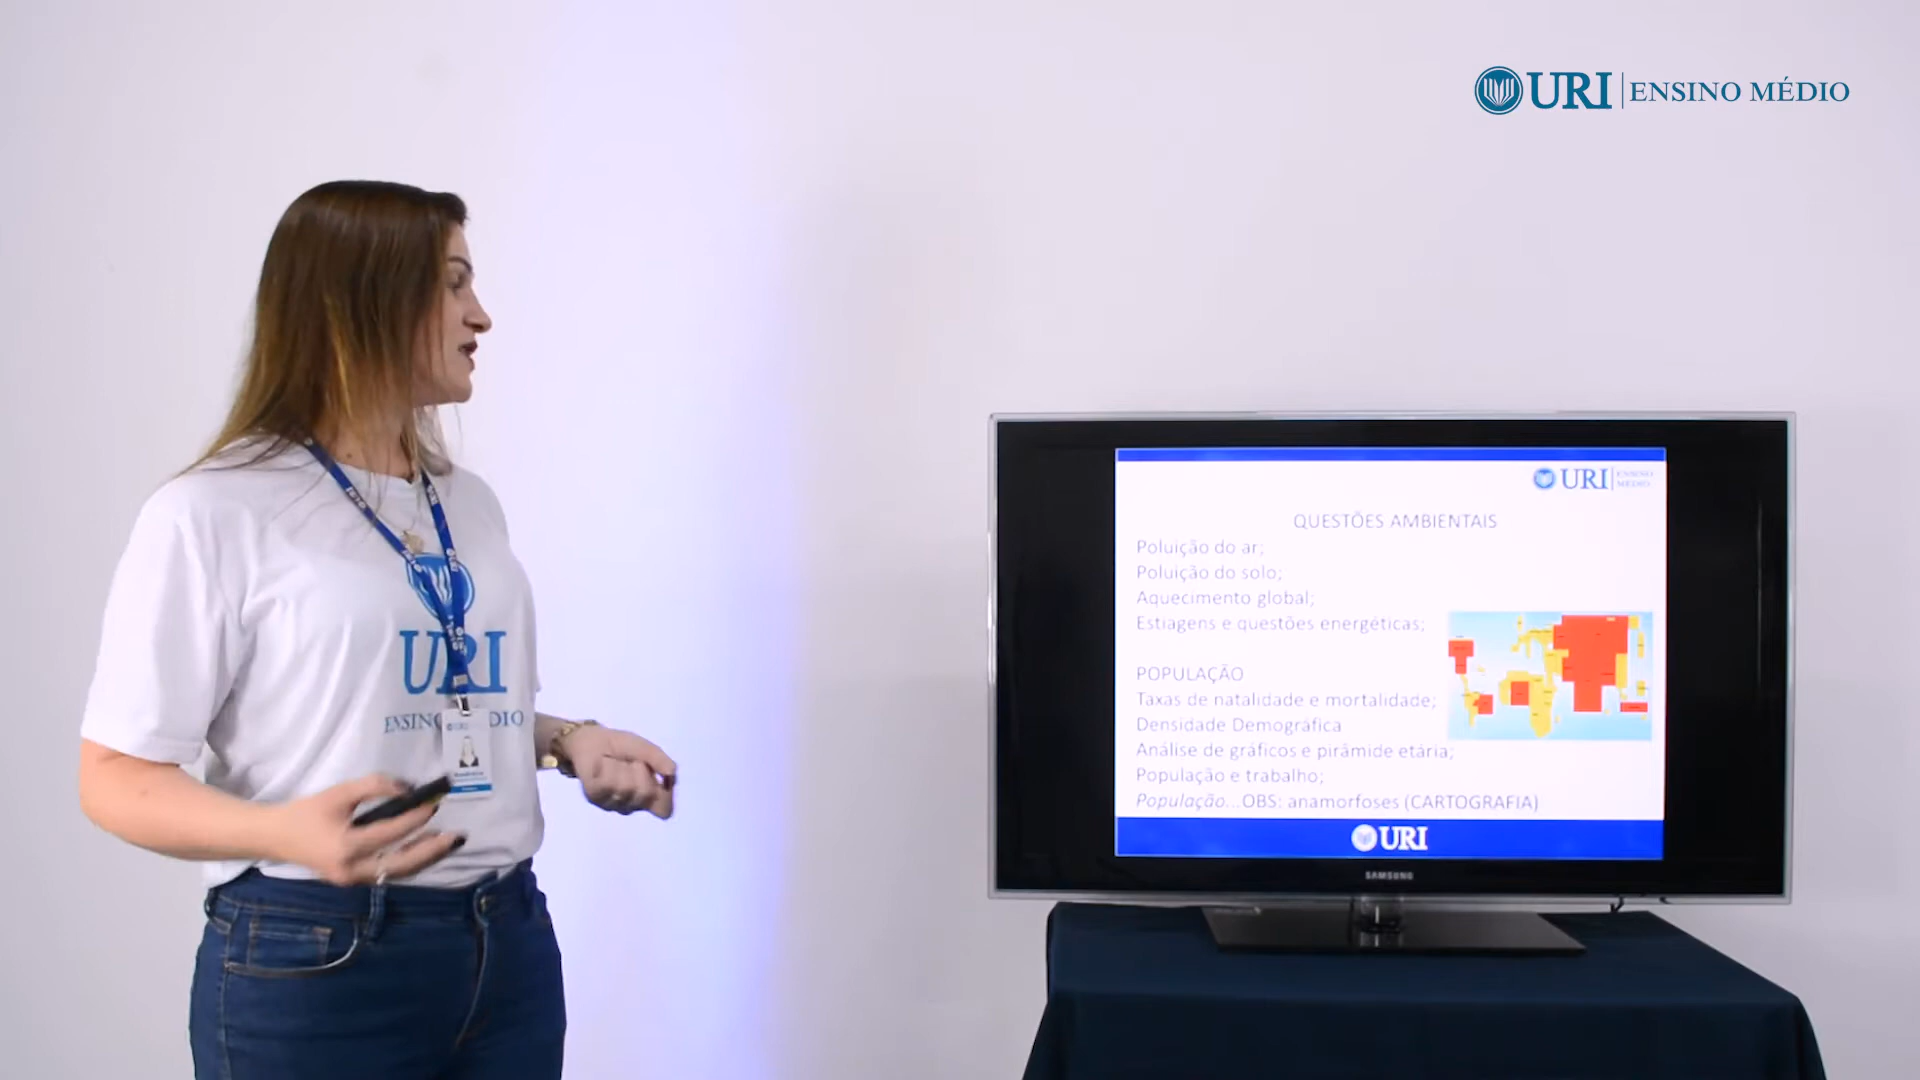 URI ENSINO MÉDIO
URI
ENSINO MÉDIO
URI ENSINO MÉDIO
QUESTÕES AMBIENTAIS
Poluição do ar;
Poluição do solo;
Aquecimento global;
Estiagens e questões energéticas;
POPULAÇÃO
Taxas de natalidade e mortalidade;
Densidade Demográfica
Análise de gráficos e pirâmide etária;
População e trabalho;
População...OBS: anamorfoses (CARTOGRAFIA)
URI
SAMSUNG